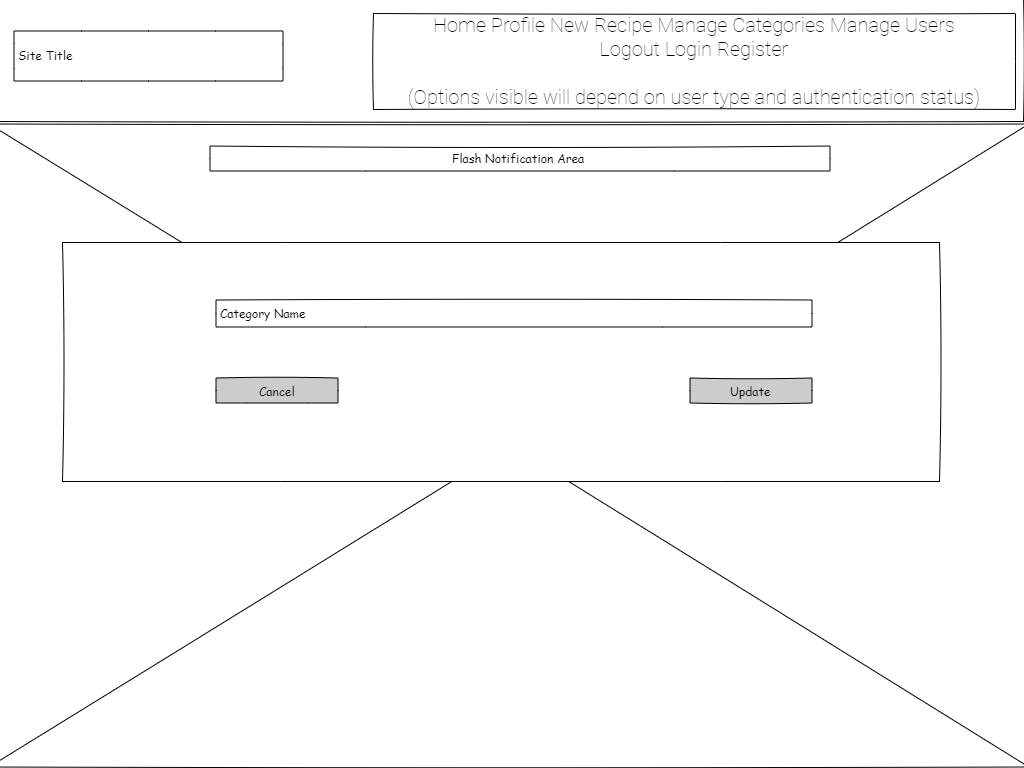 Home Profile New Recipe Manage Categories Manage Users
Logout Login Register
Site Title
(Options visible will depend on user type and authentication status)
Flash Notification Area
Category Name
Cancel
Update